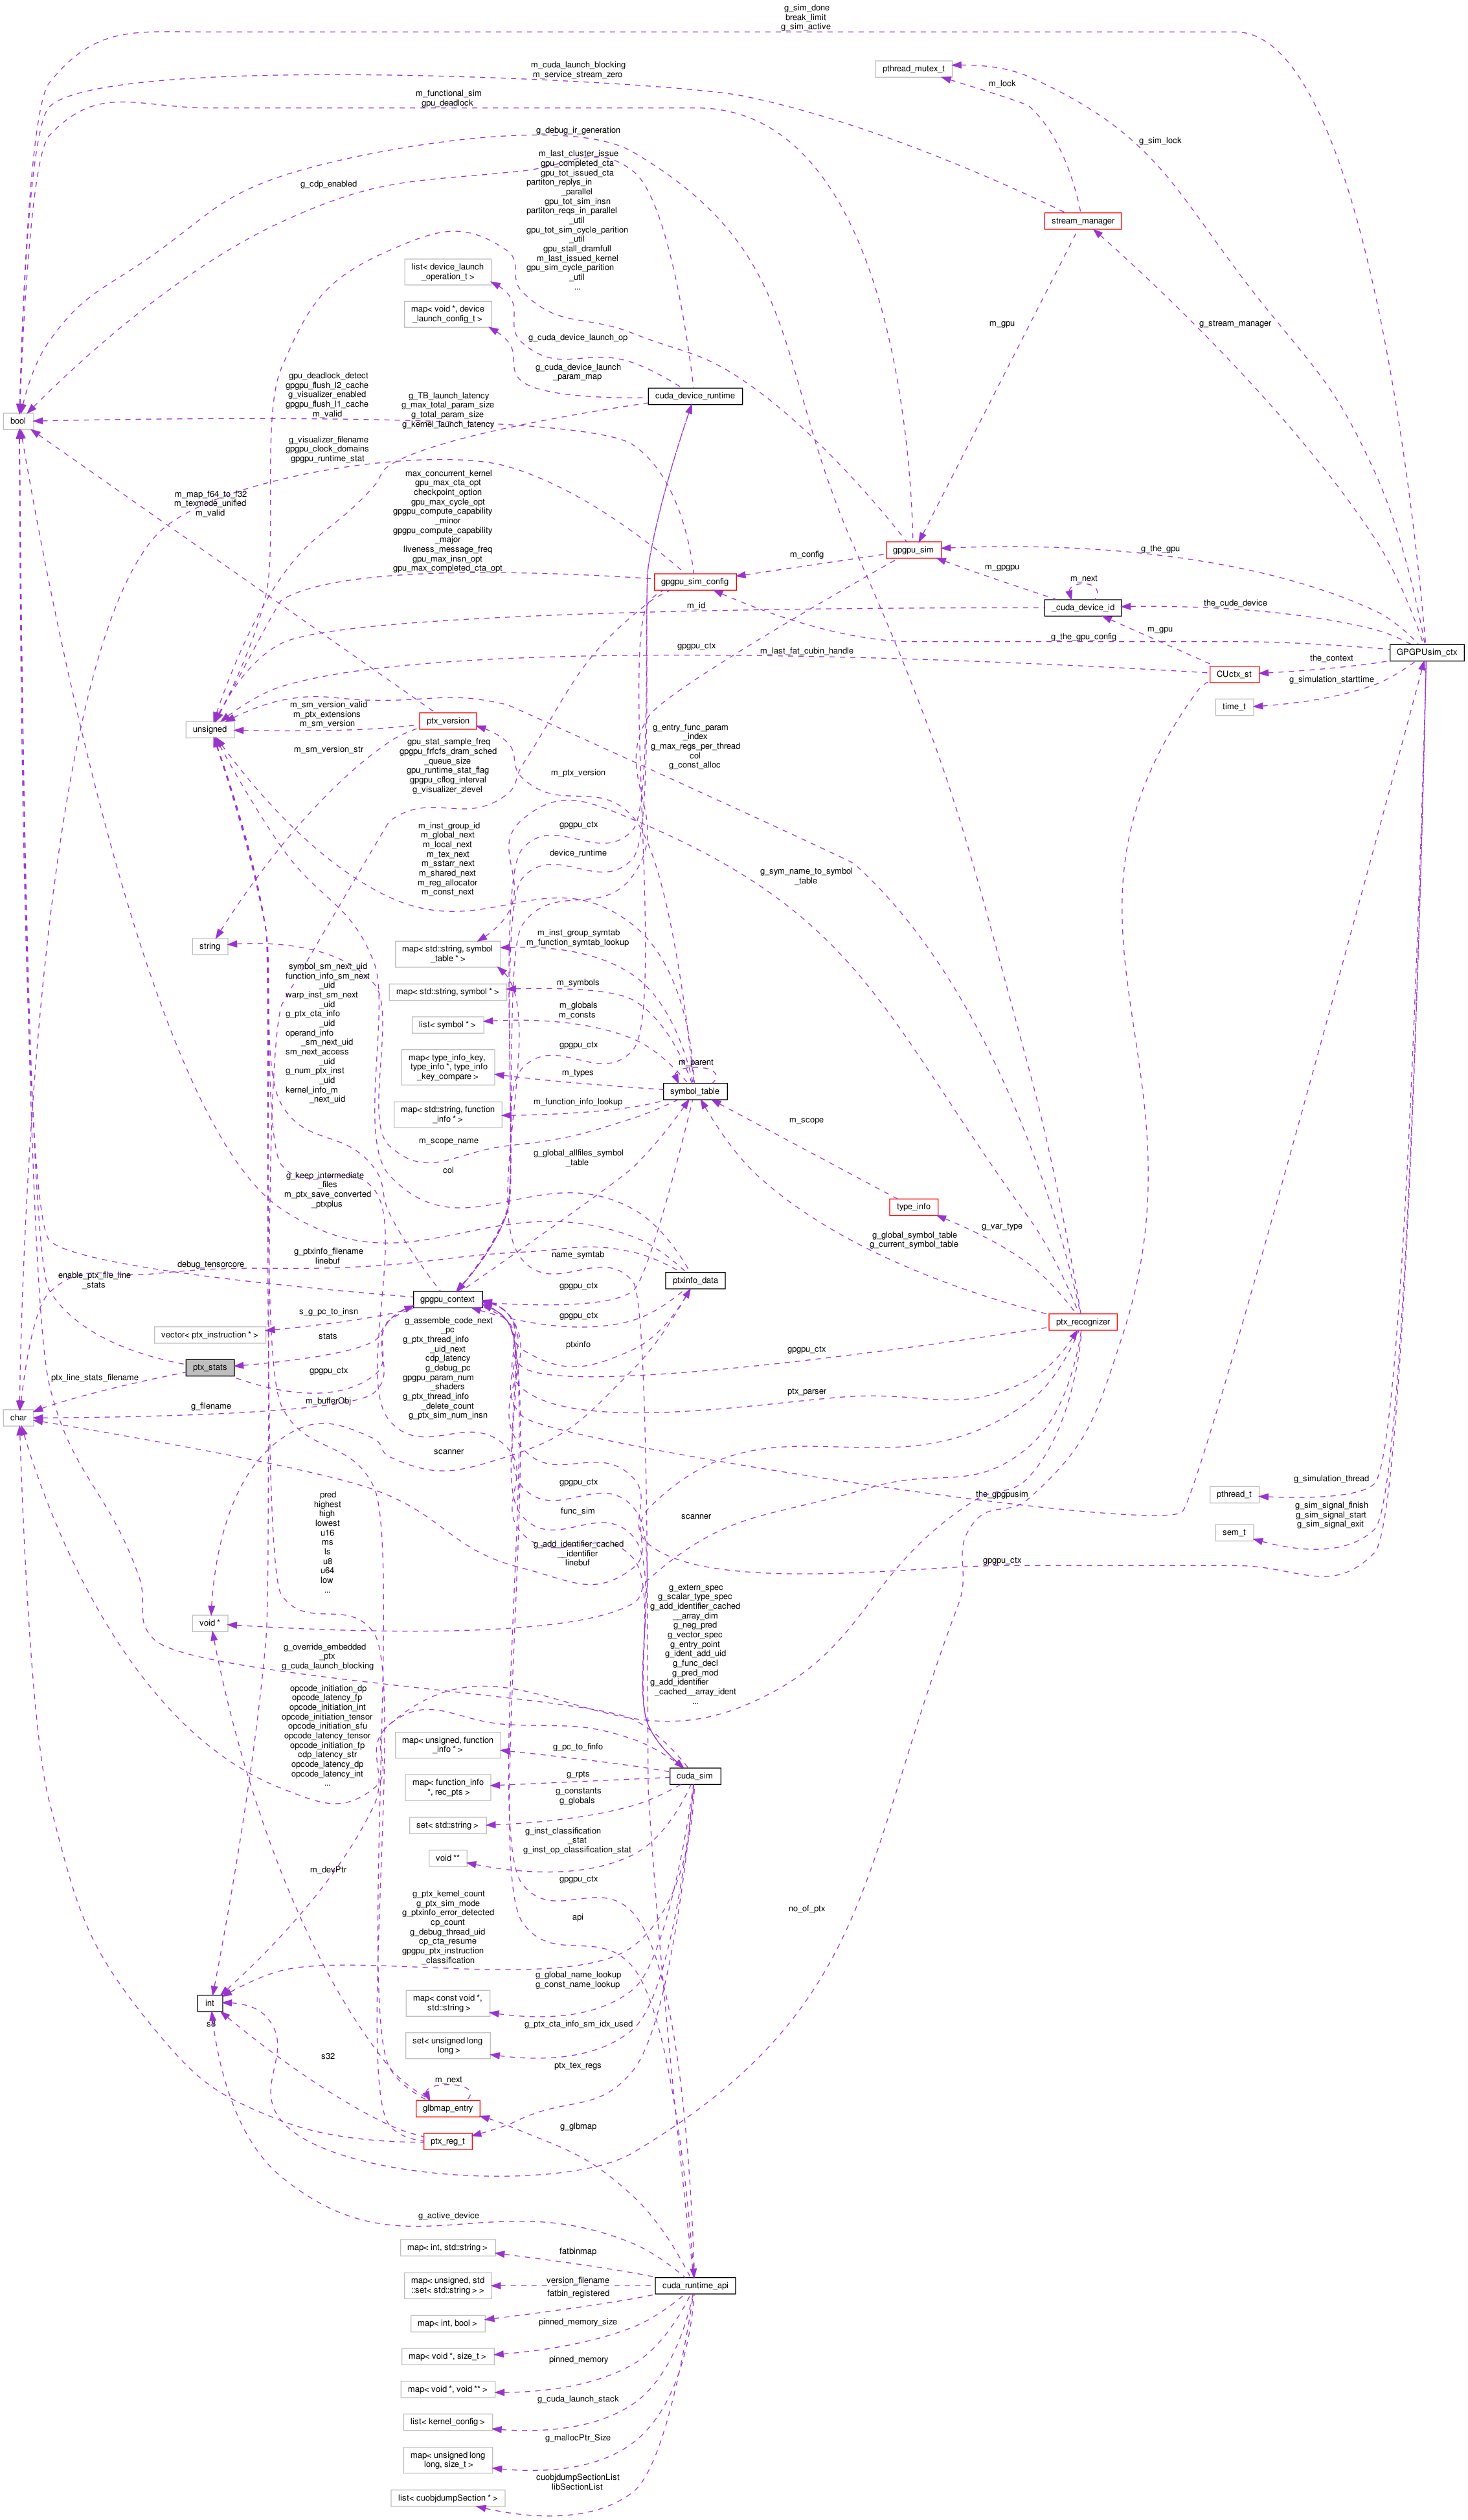 g_sim_done
break_limit
g_sim_active
m_cuda_launch_blocking
m_service_stream_zero
pthread_mutex_t
m_lock
m_functional_sim
gpu_deadlock
g_debug_ir_generation
g_sim_lock
m_last_cluster_issue
gpu_completed_cta
gpu_tot_issued_cta
partiton_replys_in
_parallel
gpu_tot_sim_insn
partiton_reqs_in_parallel
_util
gpu_tot_sim_cycle_parition
_util
gpu_stall_dramfull
m_last_issued_kernel
gpu_sim_cycle_parition
_util
...
g_cdp_enabled
stream_manager
list< device_launch
_operation_t >
map< void *, device
_launch_config_t >
m_gpu
g_stream_manager
g_cuda_device_launch_op
g_cuda_device_launch
_param_map
gpu_deadlock_detect
gpgpu_flush_l2_cache
g_visualizer_enabled
gpgpu_flush_l1_cache
m_valid
g_TB_launch_latency
g_max_total_param_size
g_total_param_size
g_kernel_launch_latency
cuda_device_runtime
bool
g_visualizer_filename
gpgpu_clock_domains
gpgpu_runtime_stat
m_map_f64_to_f32
m_texmode_unified
m_valid
max_concurrent_kernel
gpu_max_cta_opt
checkpoint_option
gpu_max_cycle_opt
gpgpu_compute_capability
_minor
gpgpu_compute_capability
_major
liveness_message_freq
gpu_max_insn_opt
gpu_max_completed_cta_opt
gpgpu_sim
m_config
g_the_gpu
m_gpgpu
gpgpu_sim_config
m_next
_cuda_device_id
m_id
the_cude_device
m_gpu
g_the_gpu_config
gpgpu_ctx
m_last_fat_cubin_handle
GPGPUsim_ctx
the_context
CUctx_st
g_simulation_starttime
time_t
unsigned
m_sm_version_valid
m_ptx_extensions
m_sm_version
ptx_version
g_entry_func_param
_index
g_max_regs_per_thread
col
g_const_alloc
m_sm_version_str
gpu_stat_sample_freq
gpgpu_frfcfs_dram_sched
_queue_size
gpu_runtime_stat_flag
gpgpu_cflog_interval
g_visualizer_zlevel
m_ptx_version
m_inst_group_id
m_global_next
m_local_next
m_tex_next
m_sstarr_next
m_shared_next
m_reg_allocator
m_const_next
gpgpu_ctx
device_runtime
g_sym_name_to_symbol
_table
string
map< std::string, symbol
_table * >
m_inst_group_symtab
m_function_symtab_lookup
symbol_sm_next_uid
function_info_sm_next
_uid
warp_inst_sm_next
_uid
g_ptx_cta_info
_uid
operand_info
_sm_next_uid
sm_next_access
_uid
g_num_ptx_inst
_uid
kernel_info_m
_next_uid
map< std::string, symbol * >
m_symbols
list< symbol * >
m_globals
m_consts
map< type_info_key,
type_info *, type_info
_key_compare >
gpgpu_ctx
m_types
m_parent
symbol_table
map< std::string, function
_info * >
m_function_info_lookup
m_scope_name
m_scope
col
g_global_allfiles_symbol
_table
g_keep_intermediate
_files
m_ptx_save_converted
_ptxplus
type_info
g_var_type
g_global_symbol_table
g_current_symbol_table
g_ptxinfo_filename
linebuf
debug_tensorcore
name_symtab
enable_ptx_file_line
_stats
ptxinfo_data
gpgpu_ctx
gpgpu_context
gpgpu_ctx
s_g_pc_to_insn
ptx_recognizer
vector< ptx_instruction * >
stats
g_assemble_code_next
_pc
g_ptx_thread_info
_uid_next
cdp_latency
g_debug_pc
gpgpu_param_num
_shaders
g_ptx_thread_info
_delete_count
g_ptx_sim_num_insn
ptxinfo
gpgpu_ctx
ptx_stats
gpgpu_ctx
ptx_line_stats_filename
ptx_parser
g_filename
m_bufferObj
char
scanner
gpgpu_ctx
g_simulation_thread
pthread_t
the_gpgpusim
pred
highest
high
lowest
u16
ms
ls
u8
u64
low
...
func_sim
scanner
g_sim_signal_finish
g_sim_signal_start
g_sim_signal_exit
sem_t
g_add_identifier_cached
__identifier
linebuf
gpgpu_ctx
g_extern_spec
g_scalar_type_spec
g_add_identifier_cached
__array_dim
g_neg_pred
g_vector_spec
g_entry_point
g_ident_add_uid
g_func_decl
g_pred_mod
g_add_identifier
_cached__array_ident
...
void *
g_override_embedded
_ptx
g_cuda_launch_blocking
opcode_initiation_dp
opcode_latency_fp
opcode_initiation_int
opcode_initiation_tensor
opcode_initiation_sfu
opcode_latency_tensor
opcode_initiation_fp
cdp_latency_str
opcode_latency_dp
opcode_latency_int
...
map< unsigned, function
_info * >
g_pc_to_finfo
cuda_sim
map< function_info
*, rec_pts >
g_rpts
g_constants
g_globals
set< std::string >
g_inst_classification
_stat
g_inst_op_classification_stat
void **
m_devPtr
gpgpu_ctx
g_ptx_kernel_count
g_ptx_sim_mode
g_ptxinfo_error_detected
cp_count
g_debug_thread_uid
cp_cta_resume
gpgpu_ptx_instruction
_classification
api
no_of_ptx
g_global_name_lookup
g_const_name_lookup
int
map< const void *,
std::string >
s8
g_ptx_cta_info_sm_idx_used
set< unsigned long
long >
s32
ptx_tex_regs
m_next
glbmap_entry
g_glbmap
ptx_reg_t
g_active_device
map< int, std::string >
fatbinmap
map< unsigned, std
::set< std::string > >
version_filename
cuda_runtime_api
fatbin_registered
map< int, bool >
pinned_memory_size
map< void *, size_t >
pinned_memory
map< void *, void ** >
g_cuda_launch_stack
list< kernel_config >
g_mallocPtr_Size
map< unsigned long
long, size_t >
cuobjdumpSectionList
libSectionList
list< cuobjdumpSection * >